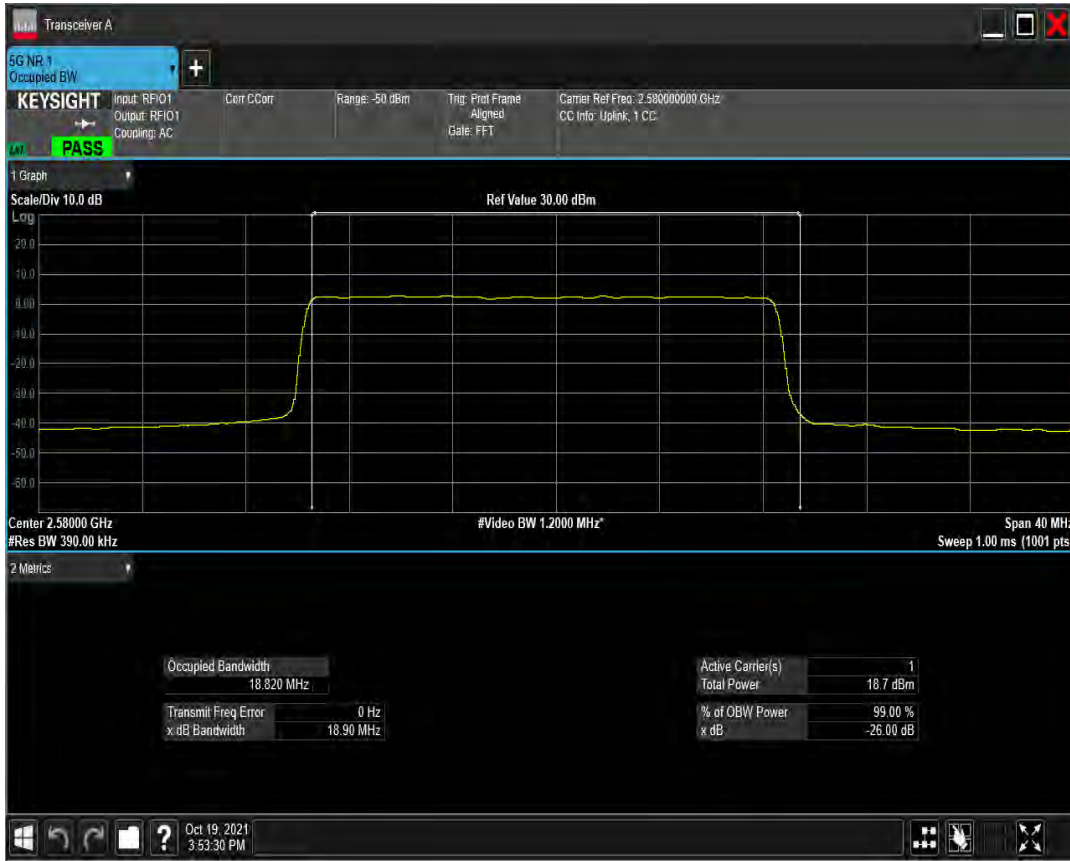 Transceiver A
5G NR 1
Occupied BW
KEYSIGHT
PASS
Input: RFIO1
Output: RFIO1
Coupling: AC
Corr CCorr
Range: -50 dBm
Trig: Prot Frame
Aligned
Gate: FFT
Carrier Ref Freq: 2.580000000 GHz
CC Info: Uplink, 1 CC
1 Graph
Scale/Div 10.0 dB
Ref Value 30.00 dBm
Log
20.0
10.0
0.00
-10.0
-20.0
-30.0
-40.0
-50.0
-60.0
Center 2.58000 GHz
#Video BW 1.2000 MHz*
Span 40 MHz
#Res BW 390.00 kHz
Sweep 1.00 ms (1001 pts
2 Metrics
Occupied Bandwidth
18.820 MHz
Transmit Freq Error 0 Hz
x dB Bandwidth 18.90 MHz
Active Carrier(s) 1
Total Power 18.7 dBm
% of OBW Power 99.00 %
x dB -26.00 dB
Oct 19, 2021
3:53:30 PM